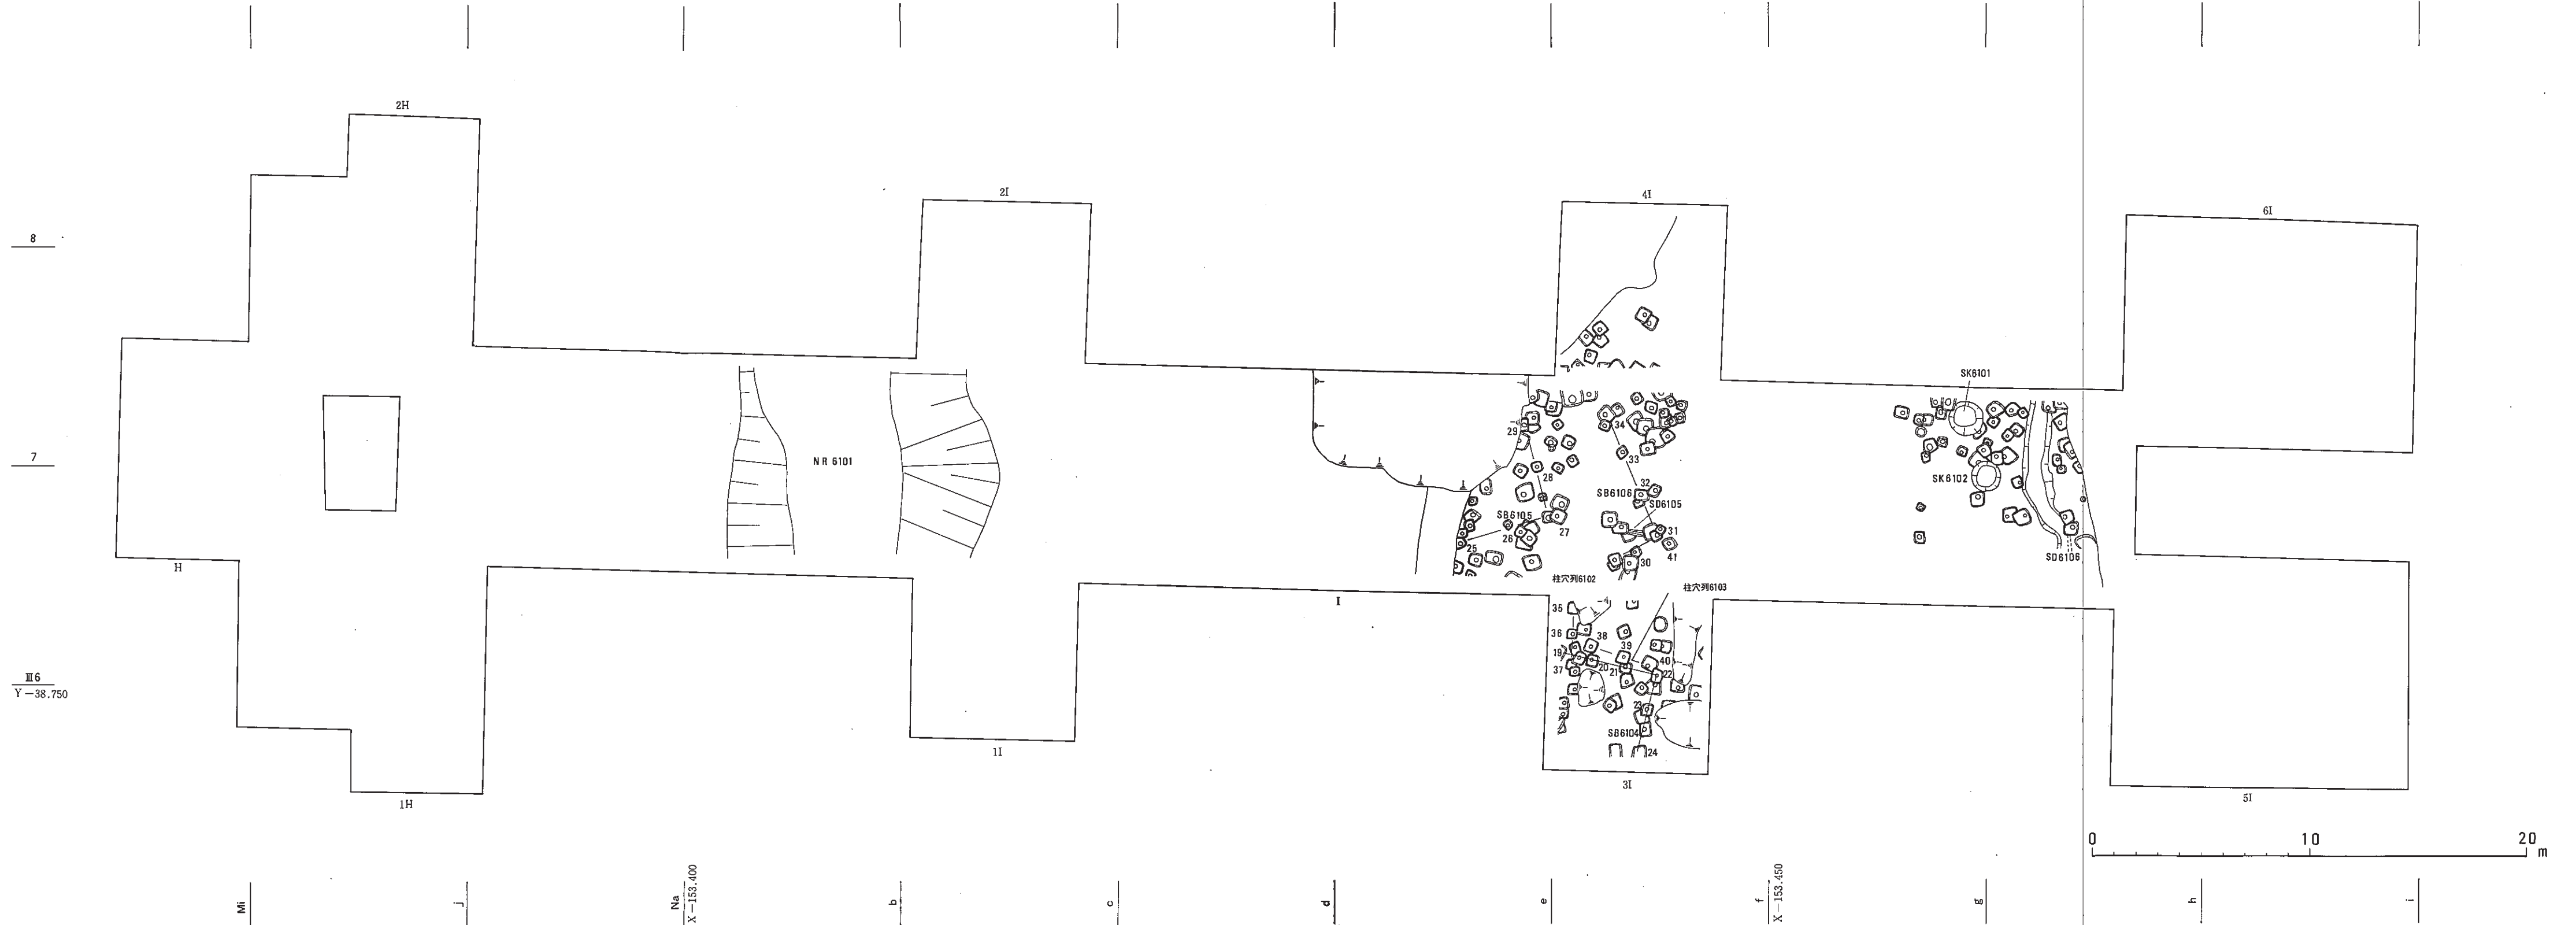 2H
2I
4I
6I
8
7
Ⅲ6
Y−38.750
NR 6101
SK6101
SK6102
SD6106
29
34
33
28
32
SB6106
SD6105
SB6105
27
26
25
31
41
30
柱穴列6102
柱穴列6103
35
36
38
39
19
40
20
37
21
22
23
SB6104
24
H
I
1H
1I
3I
5I
0
10
20
m
Mi
j
Na
X−153.400
b
c
d
e
f
X−153.450
g
h
i